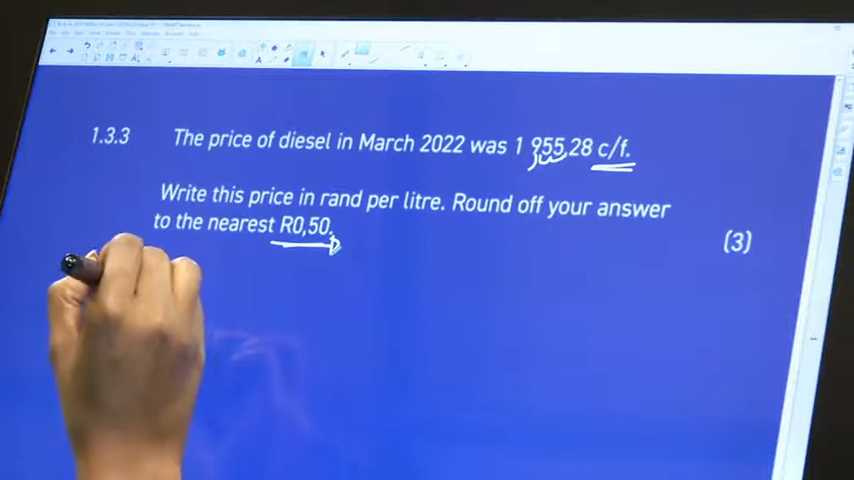 1.3.3 The price of diesel in March 2022 was 1 955,28 c/ℓ.
Write this price in rand per litre. Round off your answer
to the nearest R0,50.
(3)